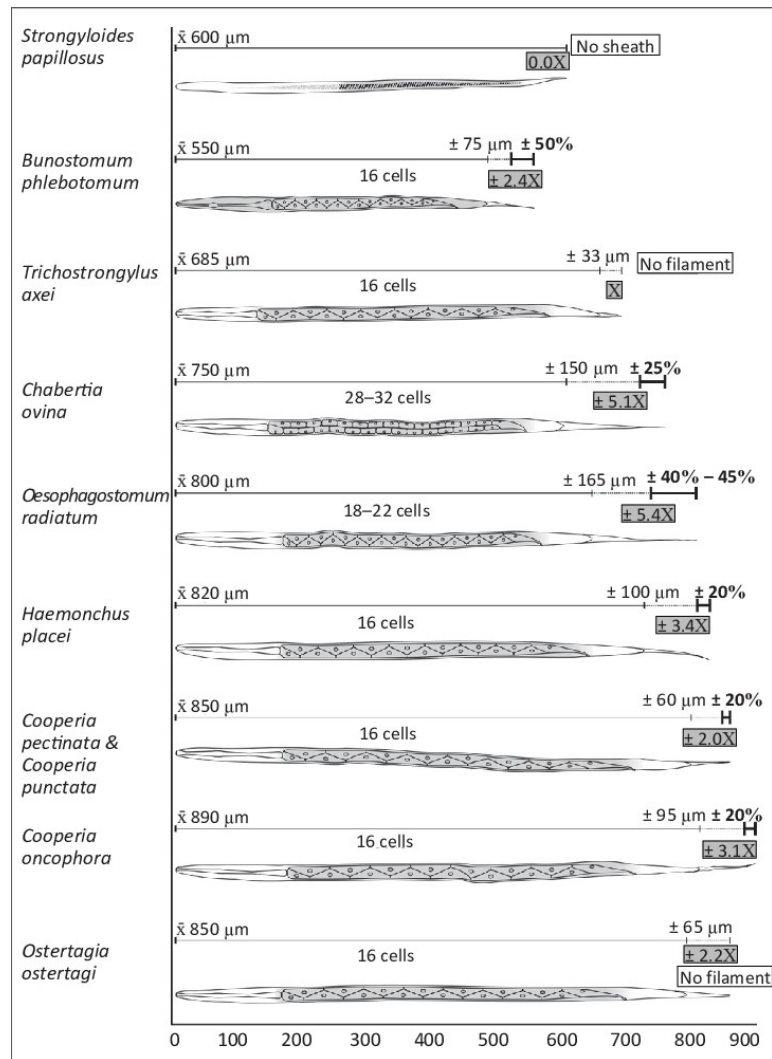 Strongyloides
papillosus
x̄ 600 μm
No sheath
0.0X
Bunostomum
phlebotomum
x̄ 550 μm
± 75 μm ± 50%
16 cells
± 2.4X
Trichostrongylus
axei
x̄ 685 μm
± 33 μm
No filament
16 cells
X
Chabertia
ovina
x̄ 750 μm
± 150 μm ± 25%
28–32 cells
± 5.1X
Oesophagostomum
radiatum
x̄ 800 μm
± 165 μm ± 40% – 45%
18–22 cells
± 5.4X
Haemonchus
placei
x̄ 820 μm
± 100 μm ± 20%
16 cells
± 3.4X
Cooperia
pectinata &
Cooperia
punctata
x̄ 850 μm
± 60 μm ± 20%
16 cells
± 2.0X
Cooperia
oncophora
x̄ 890 μm
± 95 μm ± 20%
16 cells
± 3.1X
Ostertagia
ostertagi
x̄ 850 μm
± 65 μm
16 cells
± 2.2X
No filament
0 100 200 300 400 500 600 700 800 900